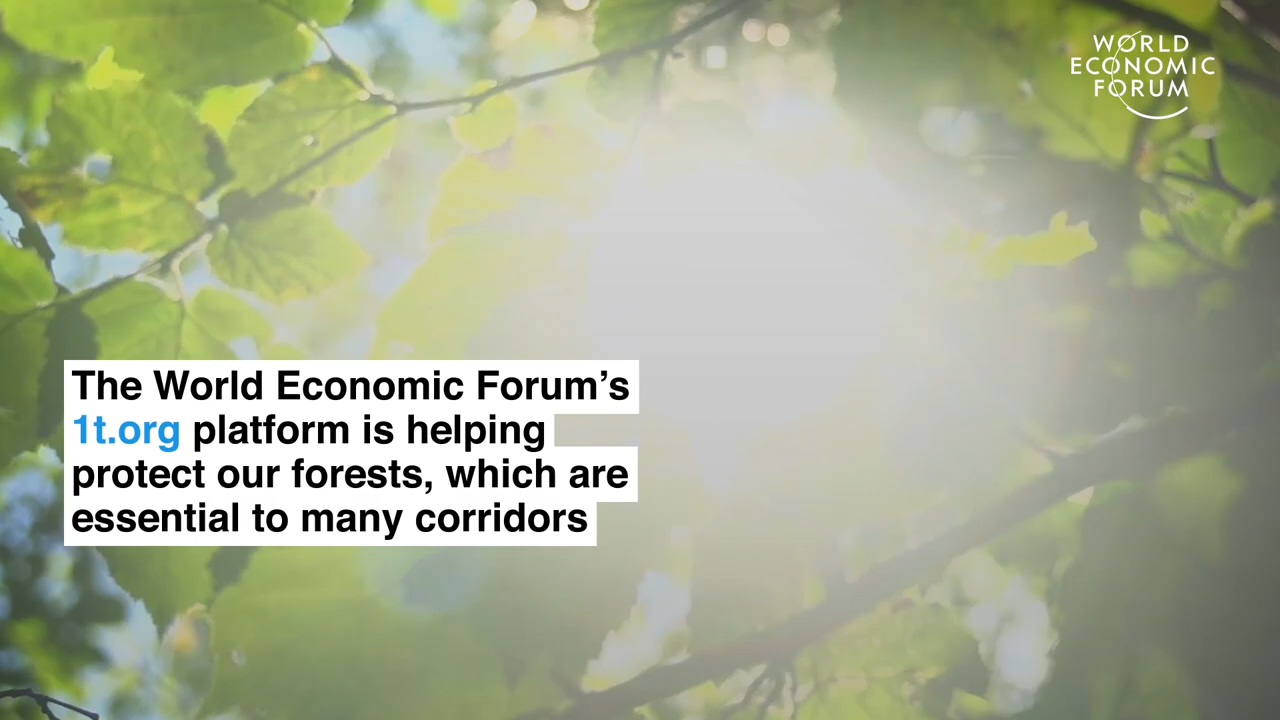 WORLD
ECONOMIC
FORUM
The World Economic Forum’s
1t.org platform is helping
protect our forests, which are
essential to many corridors